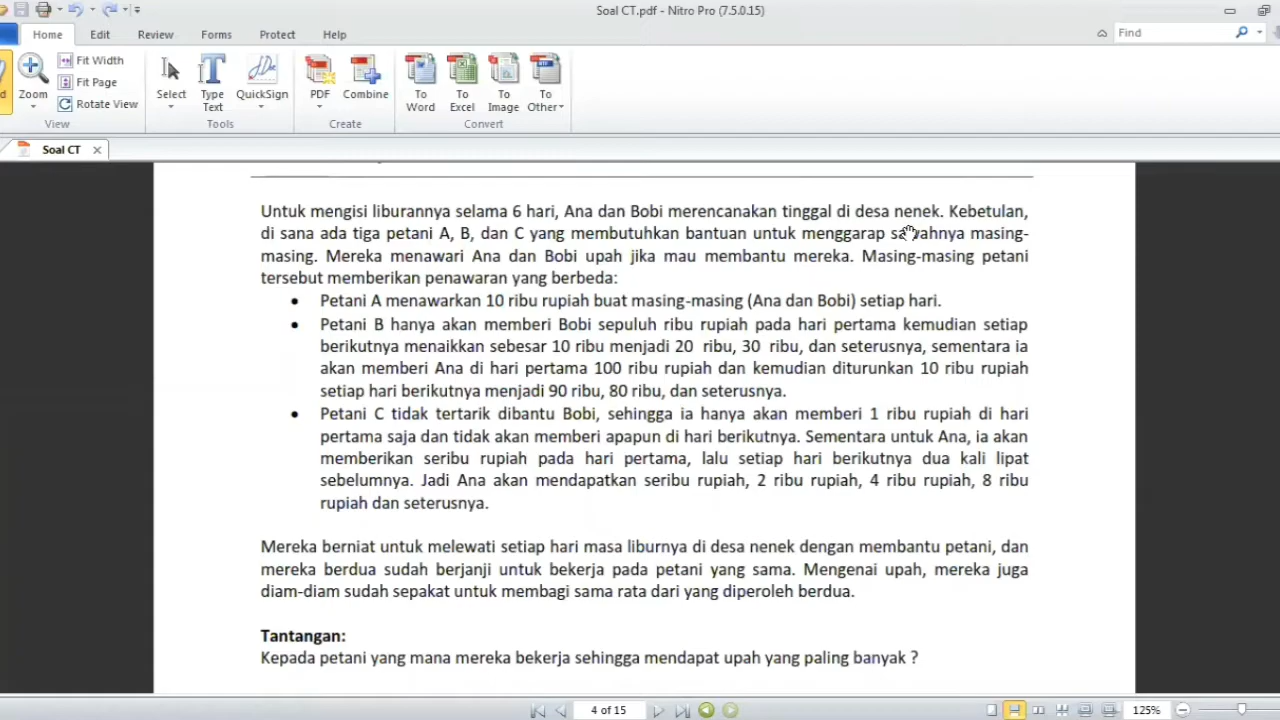 Soal CT.pdf - Nitro Pro (7.5.0.15)
Home Edit Review Forms Protect Help Find
Zoom Fit Width Fit Page Rotate View View
Select Type Text QuickSign Tools
PDF Combine Create
To Word To Excel To Image To Other Convert
Soal CT
Untuk mengisi liburannya selama 6 hari, Ana dan Bobi merencanakan tinggal di desa nenek. Kebetulan,
di sana ada tiga petani A, B, dan C yang membutuhkan bantuan untuk menggarap sawahnya masing-
masing. Mereka menawari Ana dan Bobi upah jika mau membantu mereka. Masing-masing petani
tersebut memberikan penawaran yang berbeda:
• Petani A menawarkan 10 ribu rupiah buat masing-masing (Ana dan Bobi) setiap hari.
• Petani B hanya akan memberi Bobi sepuluh ribu rupiah pada hari pertama kemudian setiap
berikutnya menaikkan sebesar 10 ribu menjadi 20 ribu, 30 ribu, dan seterusnya, sementara ia
akan memberi Ana di hari pertama 100 ribu rupiah dan kemudian diturunkan 10 ribu rupiah
setiap hari berikutnya menjadi 90 ribu, 80 ribu, dan seterusnya.
• Petani C tidak tertarik dibantu Bobi, sehingga ia hanya akan memberi 1 ribu rupiah di hari
pertama saja dan tidak akan memberi apapun di hari berikutnya. Sementara untuk Ana, ia akan
memberikan seribu rupiah pada hari pertama, lalu setiap hari berikutnya dua kali lipat
sebelumnya. Jadi Ana akan mendapatkan seribu rupiah, 2 ribu rupiah, 4 ribu rupiah, 8 ribu
rupiah dan seterusnya.
Mereka berniat untuk melewati setiap hari masa liburnya di desa nenek dengan membantu petani, dan
mereka berdua sudah berjanji untuk bekerja pada petani yang sama. Mengenai upah, mereka juga
diam-diam sudah sepakat untuk membagi sama rata dari yang diperoleh berdua.
Tantangan:
Kepada petani yang mana mereka bekerja sehingga mendapat upah yang paling banyak ?
4 of 15 125%